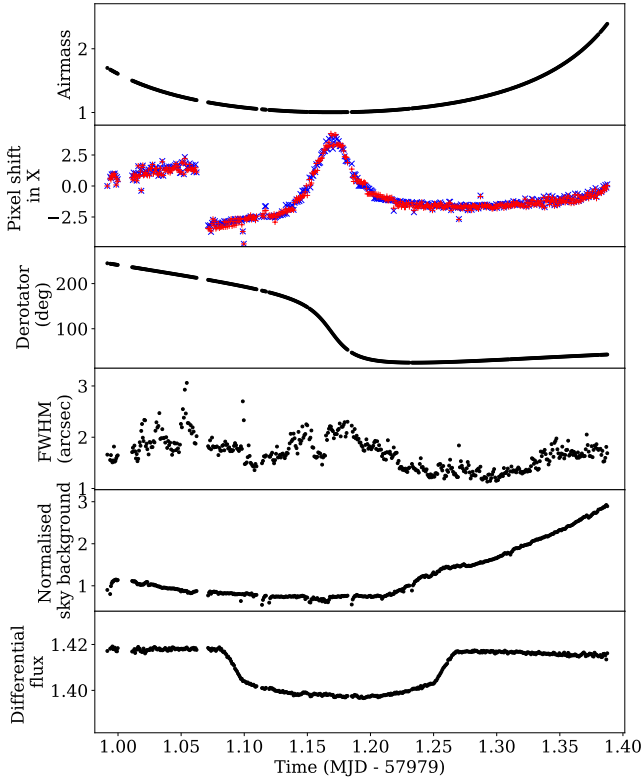 Airmass
2
1
Pixel shift
in X
2.5
0.0
−2.5
Derotator
(deg)
200
100
FWHM
(arcsec)
3
2
1
Normalised
sky background
3
2
1
Differential
flux
1.42
1.40
1.00 1.05 1.10 1.15 1.20 1.25 1.30 1.35 1.40
Time (MJD - 57979)